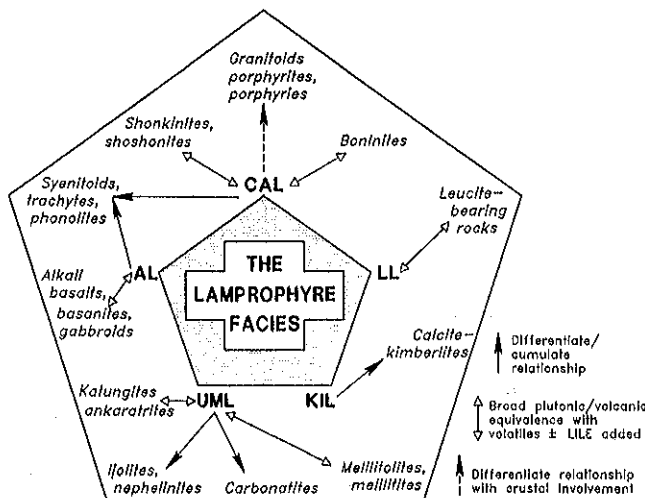 Granitoids
porphyrites,
porphyries
Shonkinites,
shoshonites
Boninites
CAL
Syenitoids,
trachytes,
phonolites
Leucite-
bearing
rocks
AL
THE
LAMPROPHYRE
FACIES
LL
Alkali
basalts,
basanites,
gabbroids
Calcite-
kimberlites
Differentiate/
cumulate
relationship
Katungites
ankaratrites
UML
KIL
Broad plutonic/volcanic
equivalence with
volatiles ± LILE added
Ijolites,
nephelinites
Carbonatites
Melilitolites,
melilitites
Differentiate relationship
with crustal involvement